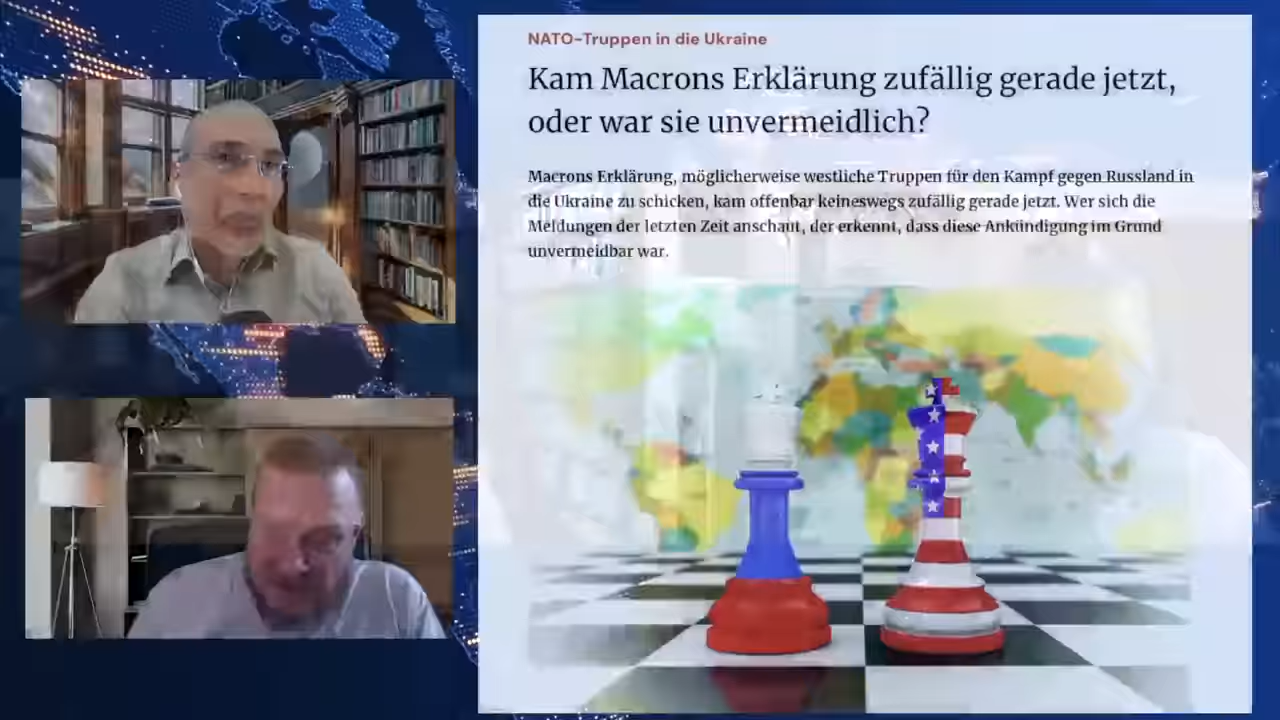 NATO-Truppen in die Ukraine
Kam Macrons Erklärung zufällig gerade jetzt,
oder war sie unvermeidlich?
Macrons Erklärung, möglicherweise westliche Truppen für den Kampf gegen Russland in
die Ukraine zu schicken, kam offenbar keineswegs zufällig gerade jetzt. Wer sich die
Meldungen der letzten Zeit anschaut, der erkennt, dass diese Ankündigung im Grund
unvermeidbar war.